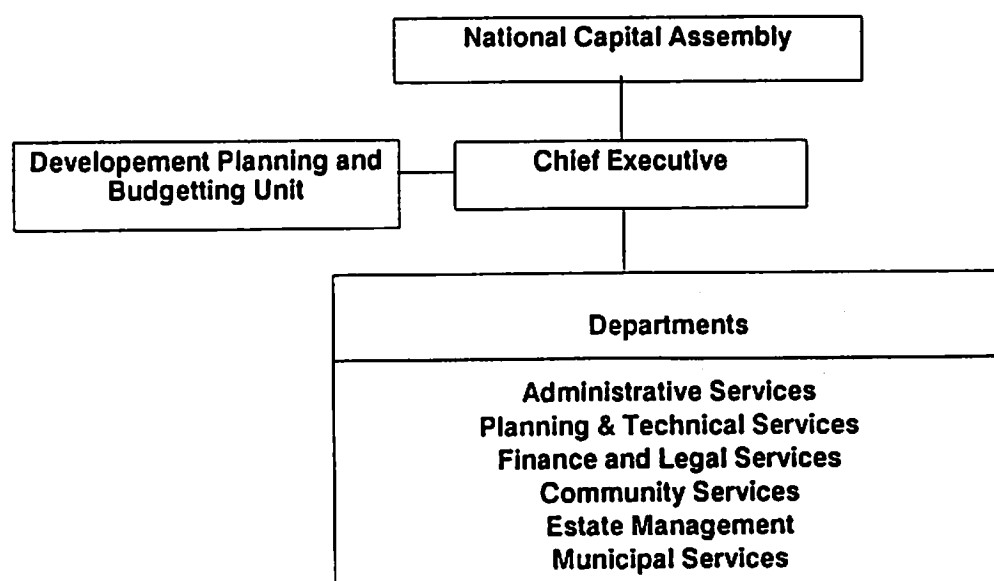 National Capital Assembly
Developement Planning and
Budgetting Unit
Chief Executive
Departments
Administrative Services
Planning & Technical Services
Finance and Legal Services
Community Services
Estate Management
Municipal Services